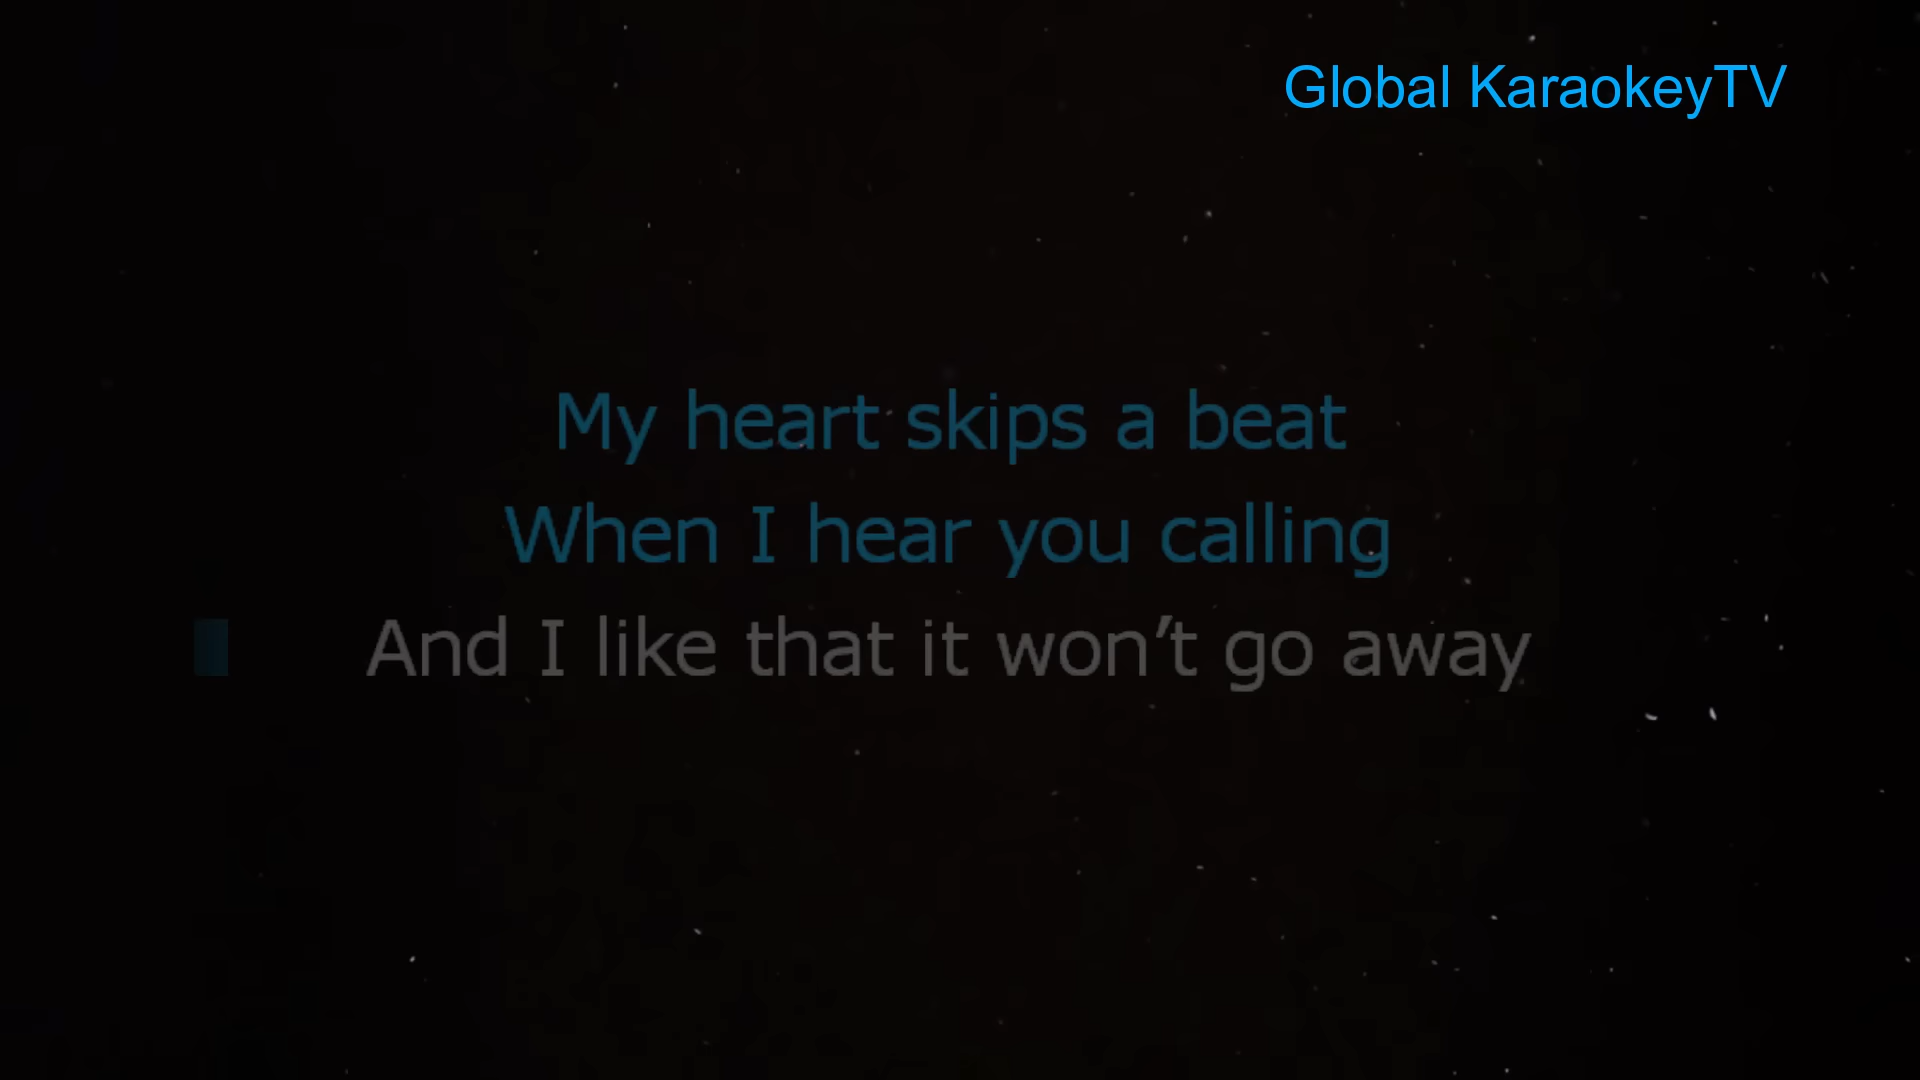 Global KaraokeyTV
My heart skips a beat
When I hear you calling
And I like that it won’t go away